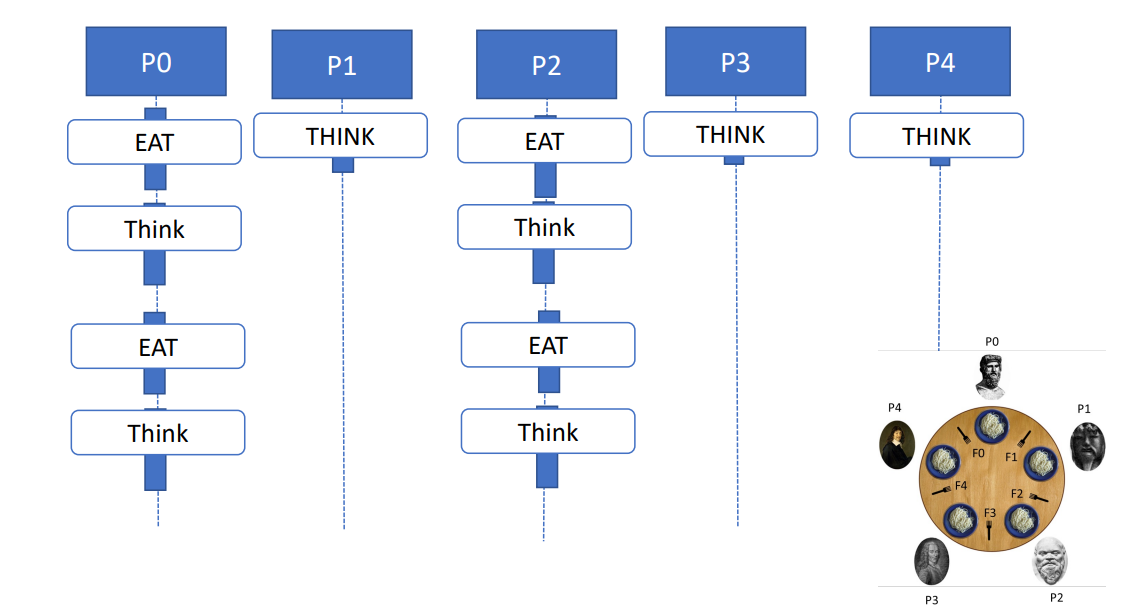 P0
P1
P2
P3
P4
EAT
THINK
EAT
THINK
THINK
Think
Think
EAT
EAT
Think
Think
P0
P4
P1
F0
F1
F4
F2
F3
P3
P2